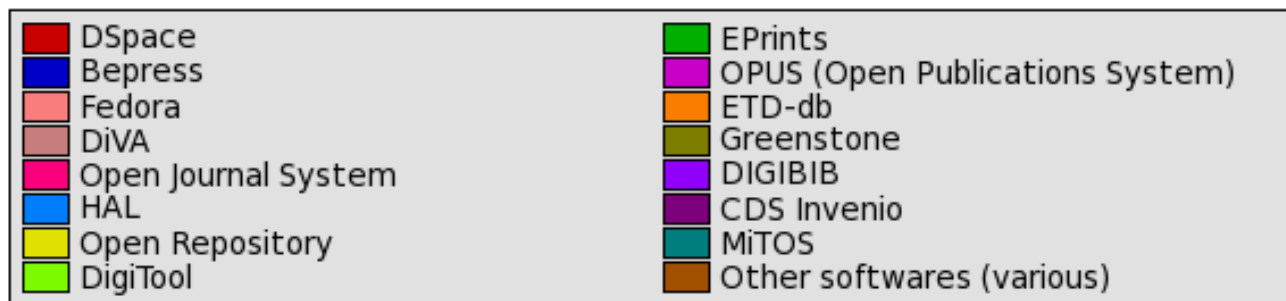 DSpace
Bepress
Fedora
DiVA
Open Journal System
HAL
Open Repository
DigiTool
EPrints
OPUS (Open Publications System)
ETD-db
Greenstone
DIGIBIB
CDS Invenio
MiTOS
Other softwares (various)